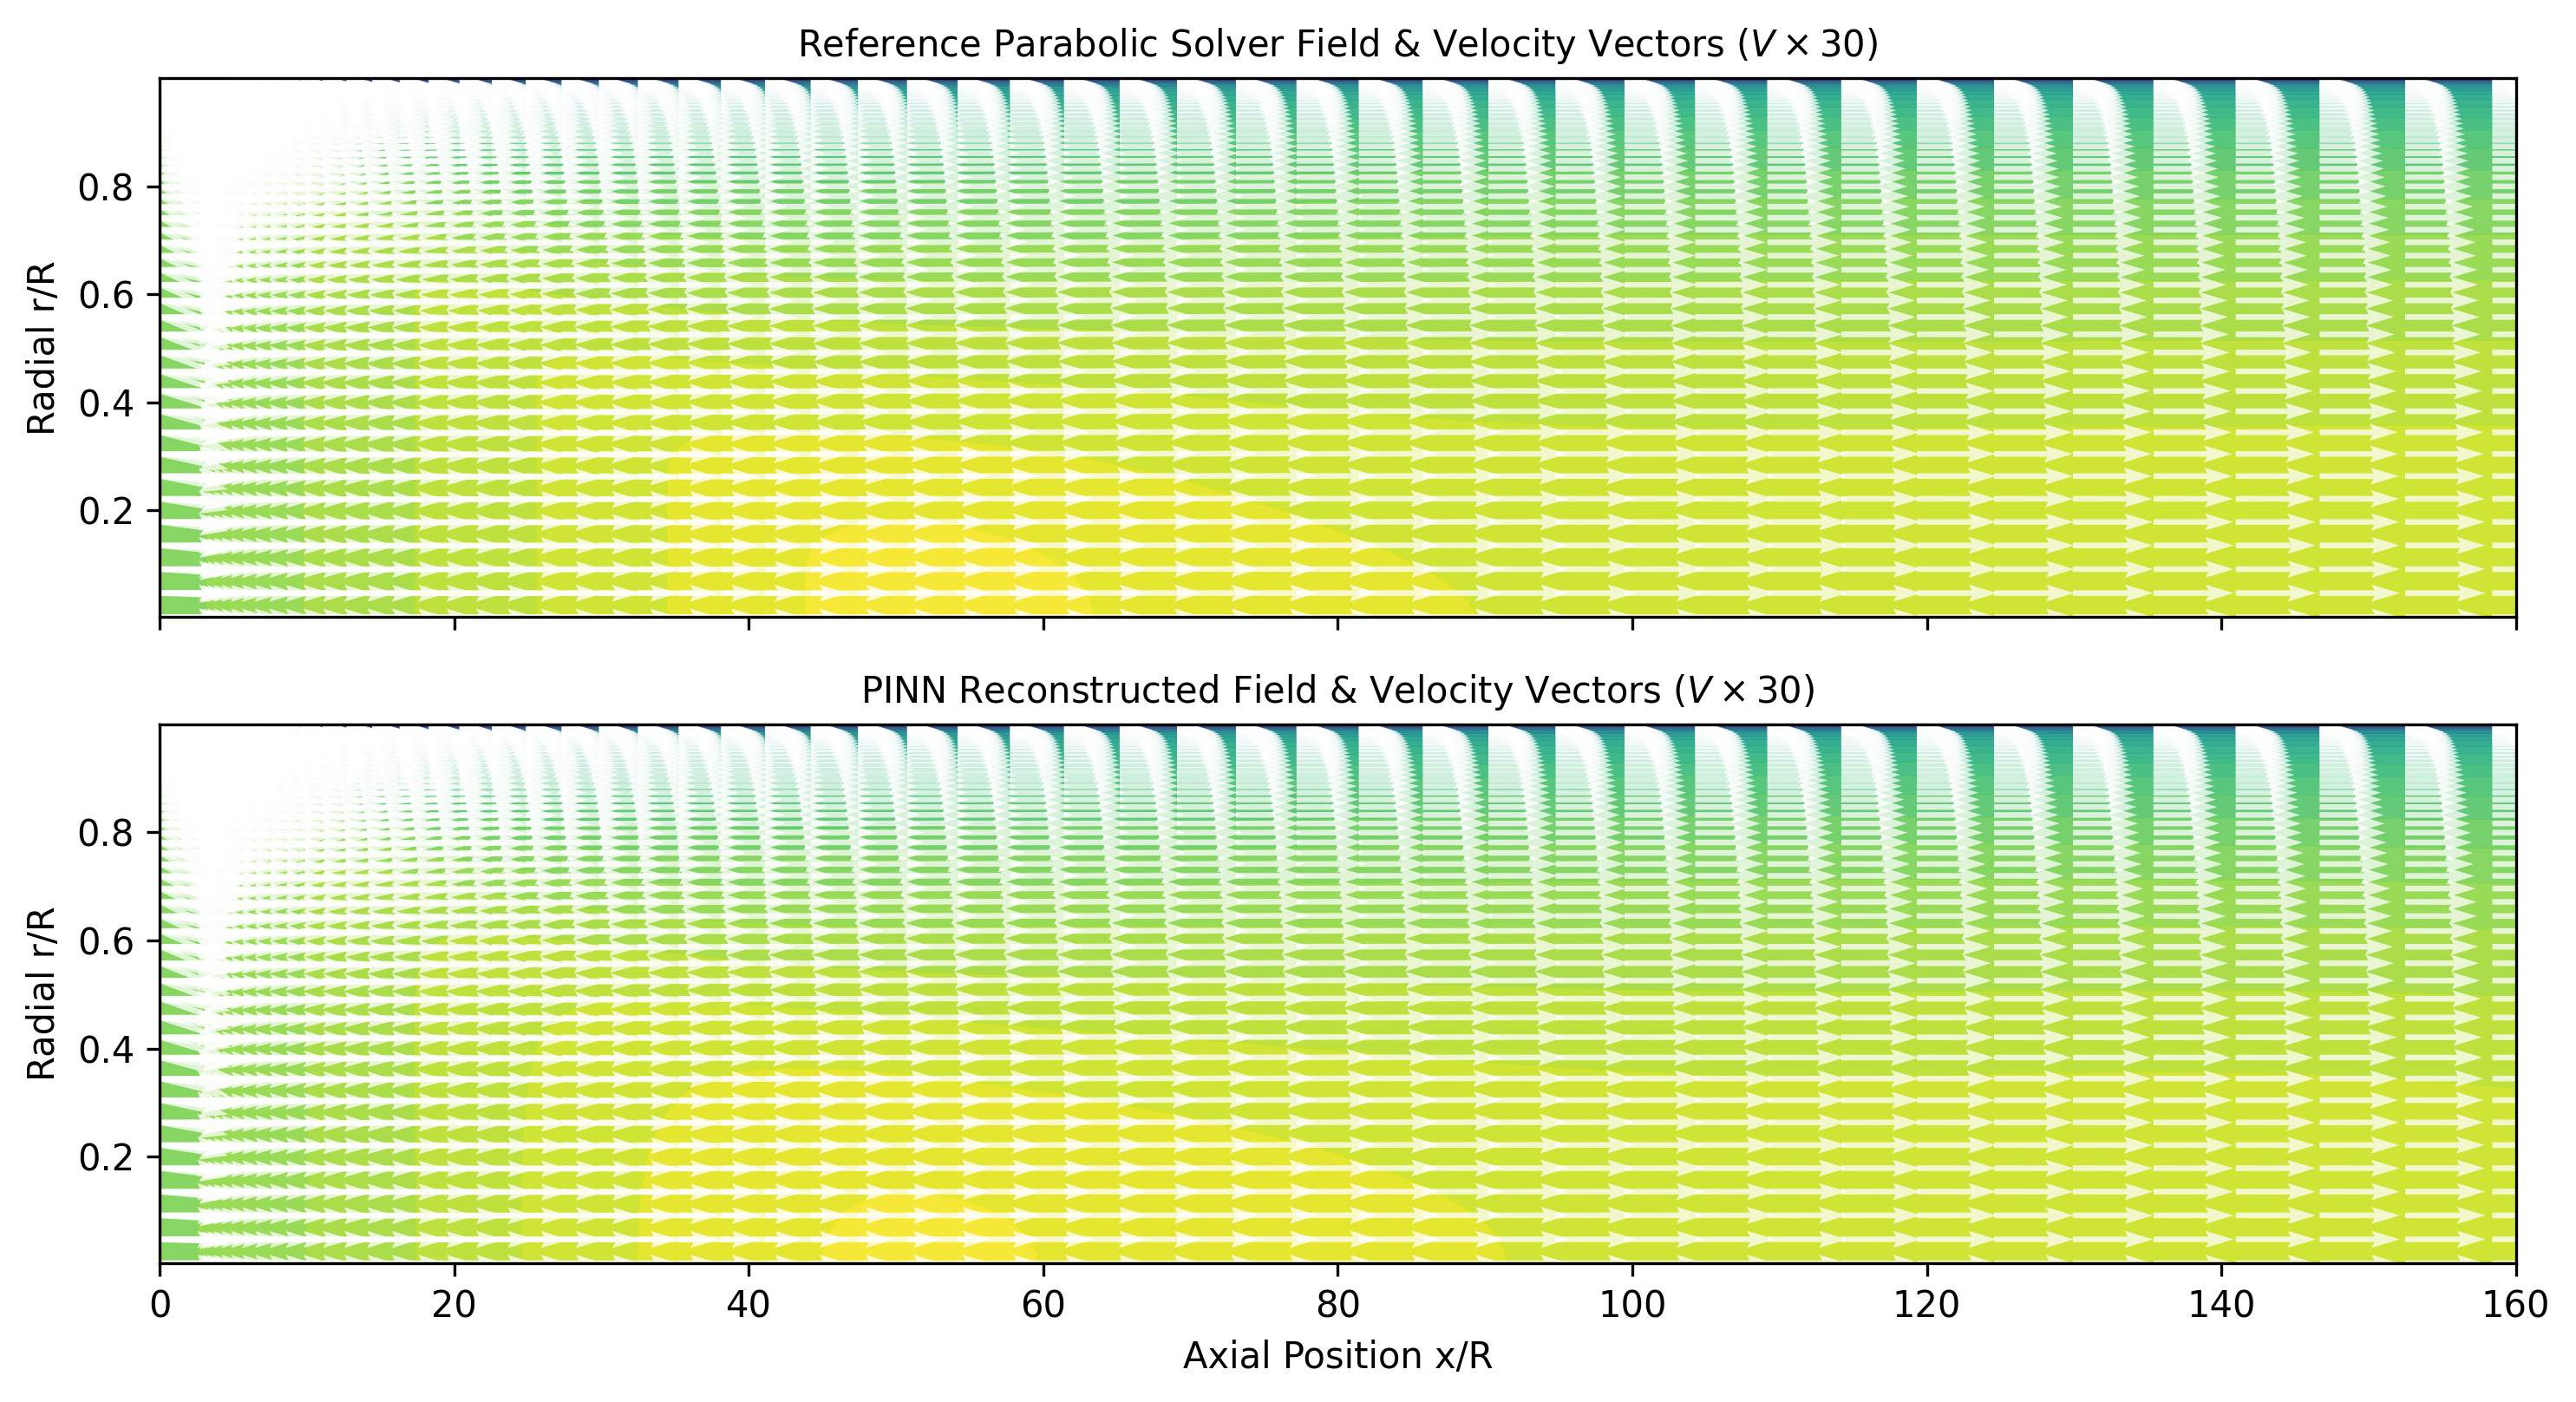 Reference Parabolic Solver Field & Velocity Vectors (V × 30)
0.8
0.6
0.4
0.2
Radial r/R
PINN Reconstructed Field & Velocity Vectors (V × 30)
0.8
0.6
0.4
0.2
Radial r/R
0 20 40 60 80 100 120 140 160
Axial Position x/R